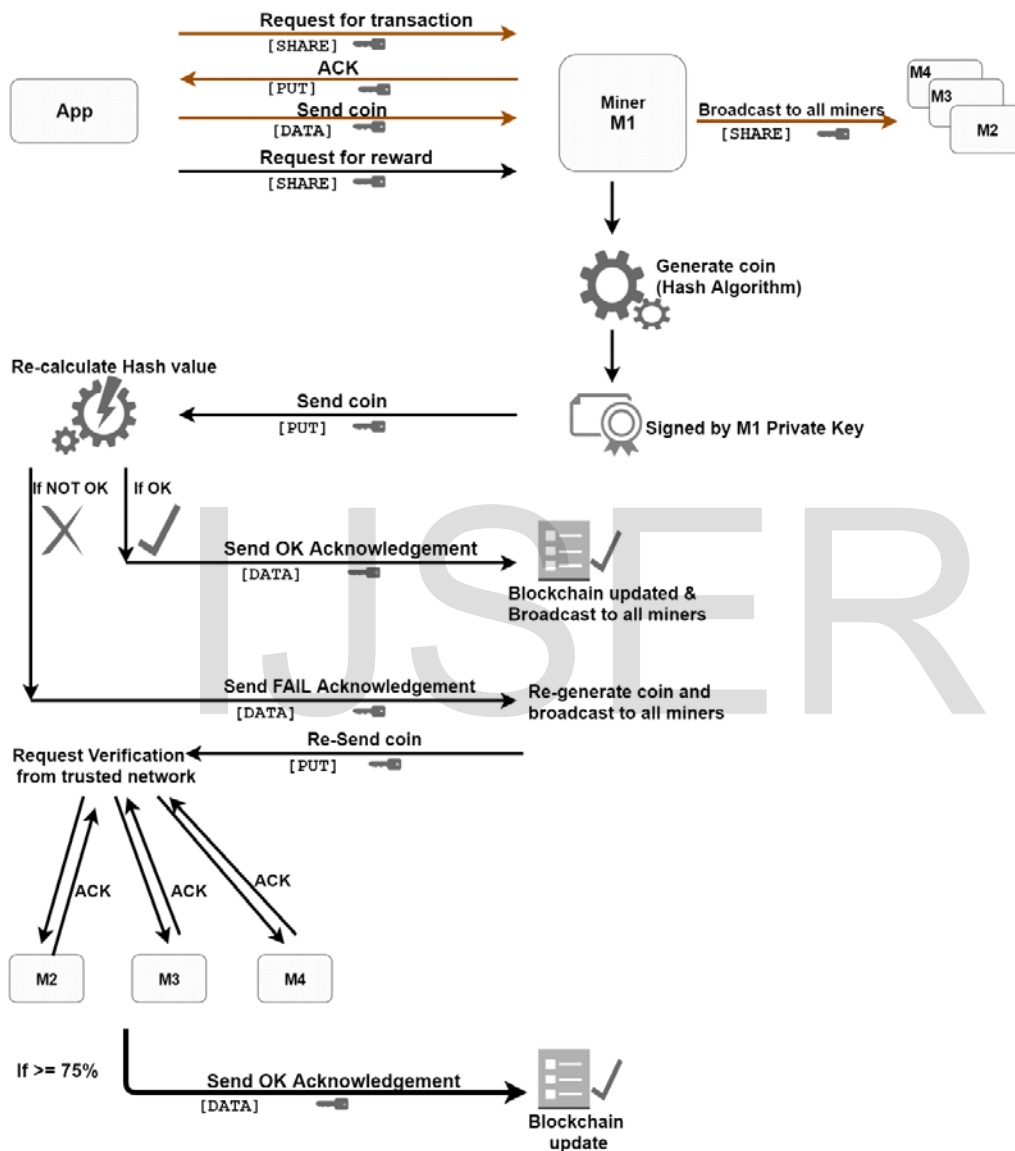 Request for transaction
[SHARE]
ACK
[PUT]
Send coin
[DATA]
Request for reward
[SHARE]
App
Miner
M1
Broadcast to all miners
[SHARE]
M4
M3
M2
Generate coin
(Hash Algorithm)
Re-calculate Hash value
Send coin
[PUT]
Signed by M1 Private Key
If NOT OK
If OK
Send OK Acknowledgement
[DATA]
Blockchain updated &
Broadcast to all miners
IJSER
Send FAIL Acknowledgement
[DATA]
Re-generate coin and
broadcast to all miners
Re-Send coin
[PUT]
Request Verification
from trusted network
ACK
ACK
ACK
M2
M3
M4
If >= 75%
Send OK Acknowledgement
[DATA]
Blockchain
update